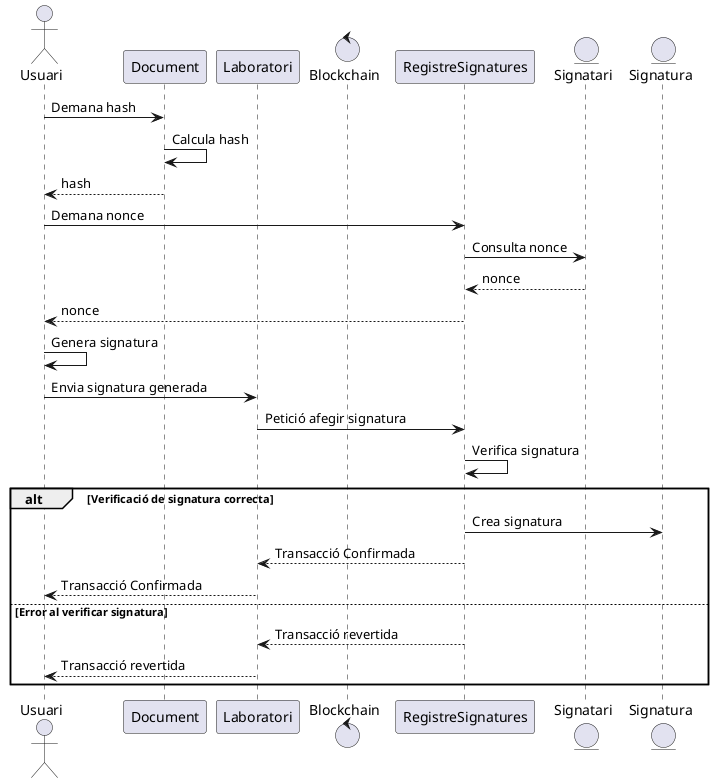 Usuari
Document
Laboratori
Blockchain
RegistreSignatures
Signatari
Signatura
Demana hash
Calcula hash
hash
Demana nonce
Consulta nonce
nonce
nonce
Genera signatura
Envia signatura generada
Petició afegir signatura
Verifica signatura
alt [Verificació de signatura correcta]
Crea signatura
Transacció Confirmada
Transacció Confirmada
[Error al verificar signatura]
Transacció revertida
Transacció revertida
Usuari
Document
Laboratori
Blockchain
RegistreSignatures
Signatari
Signatura